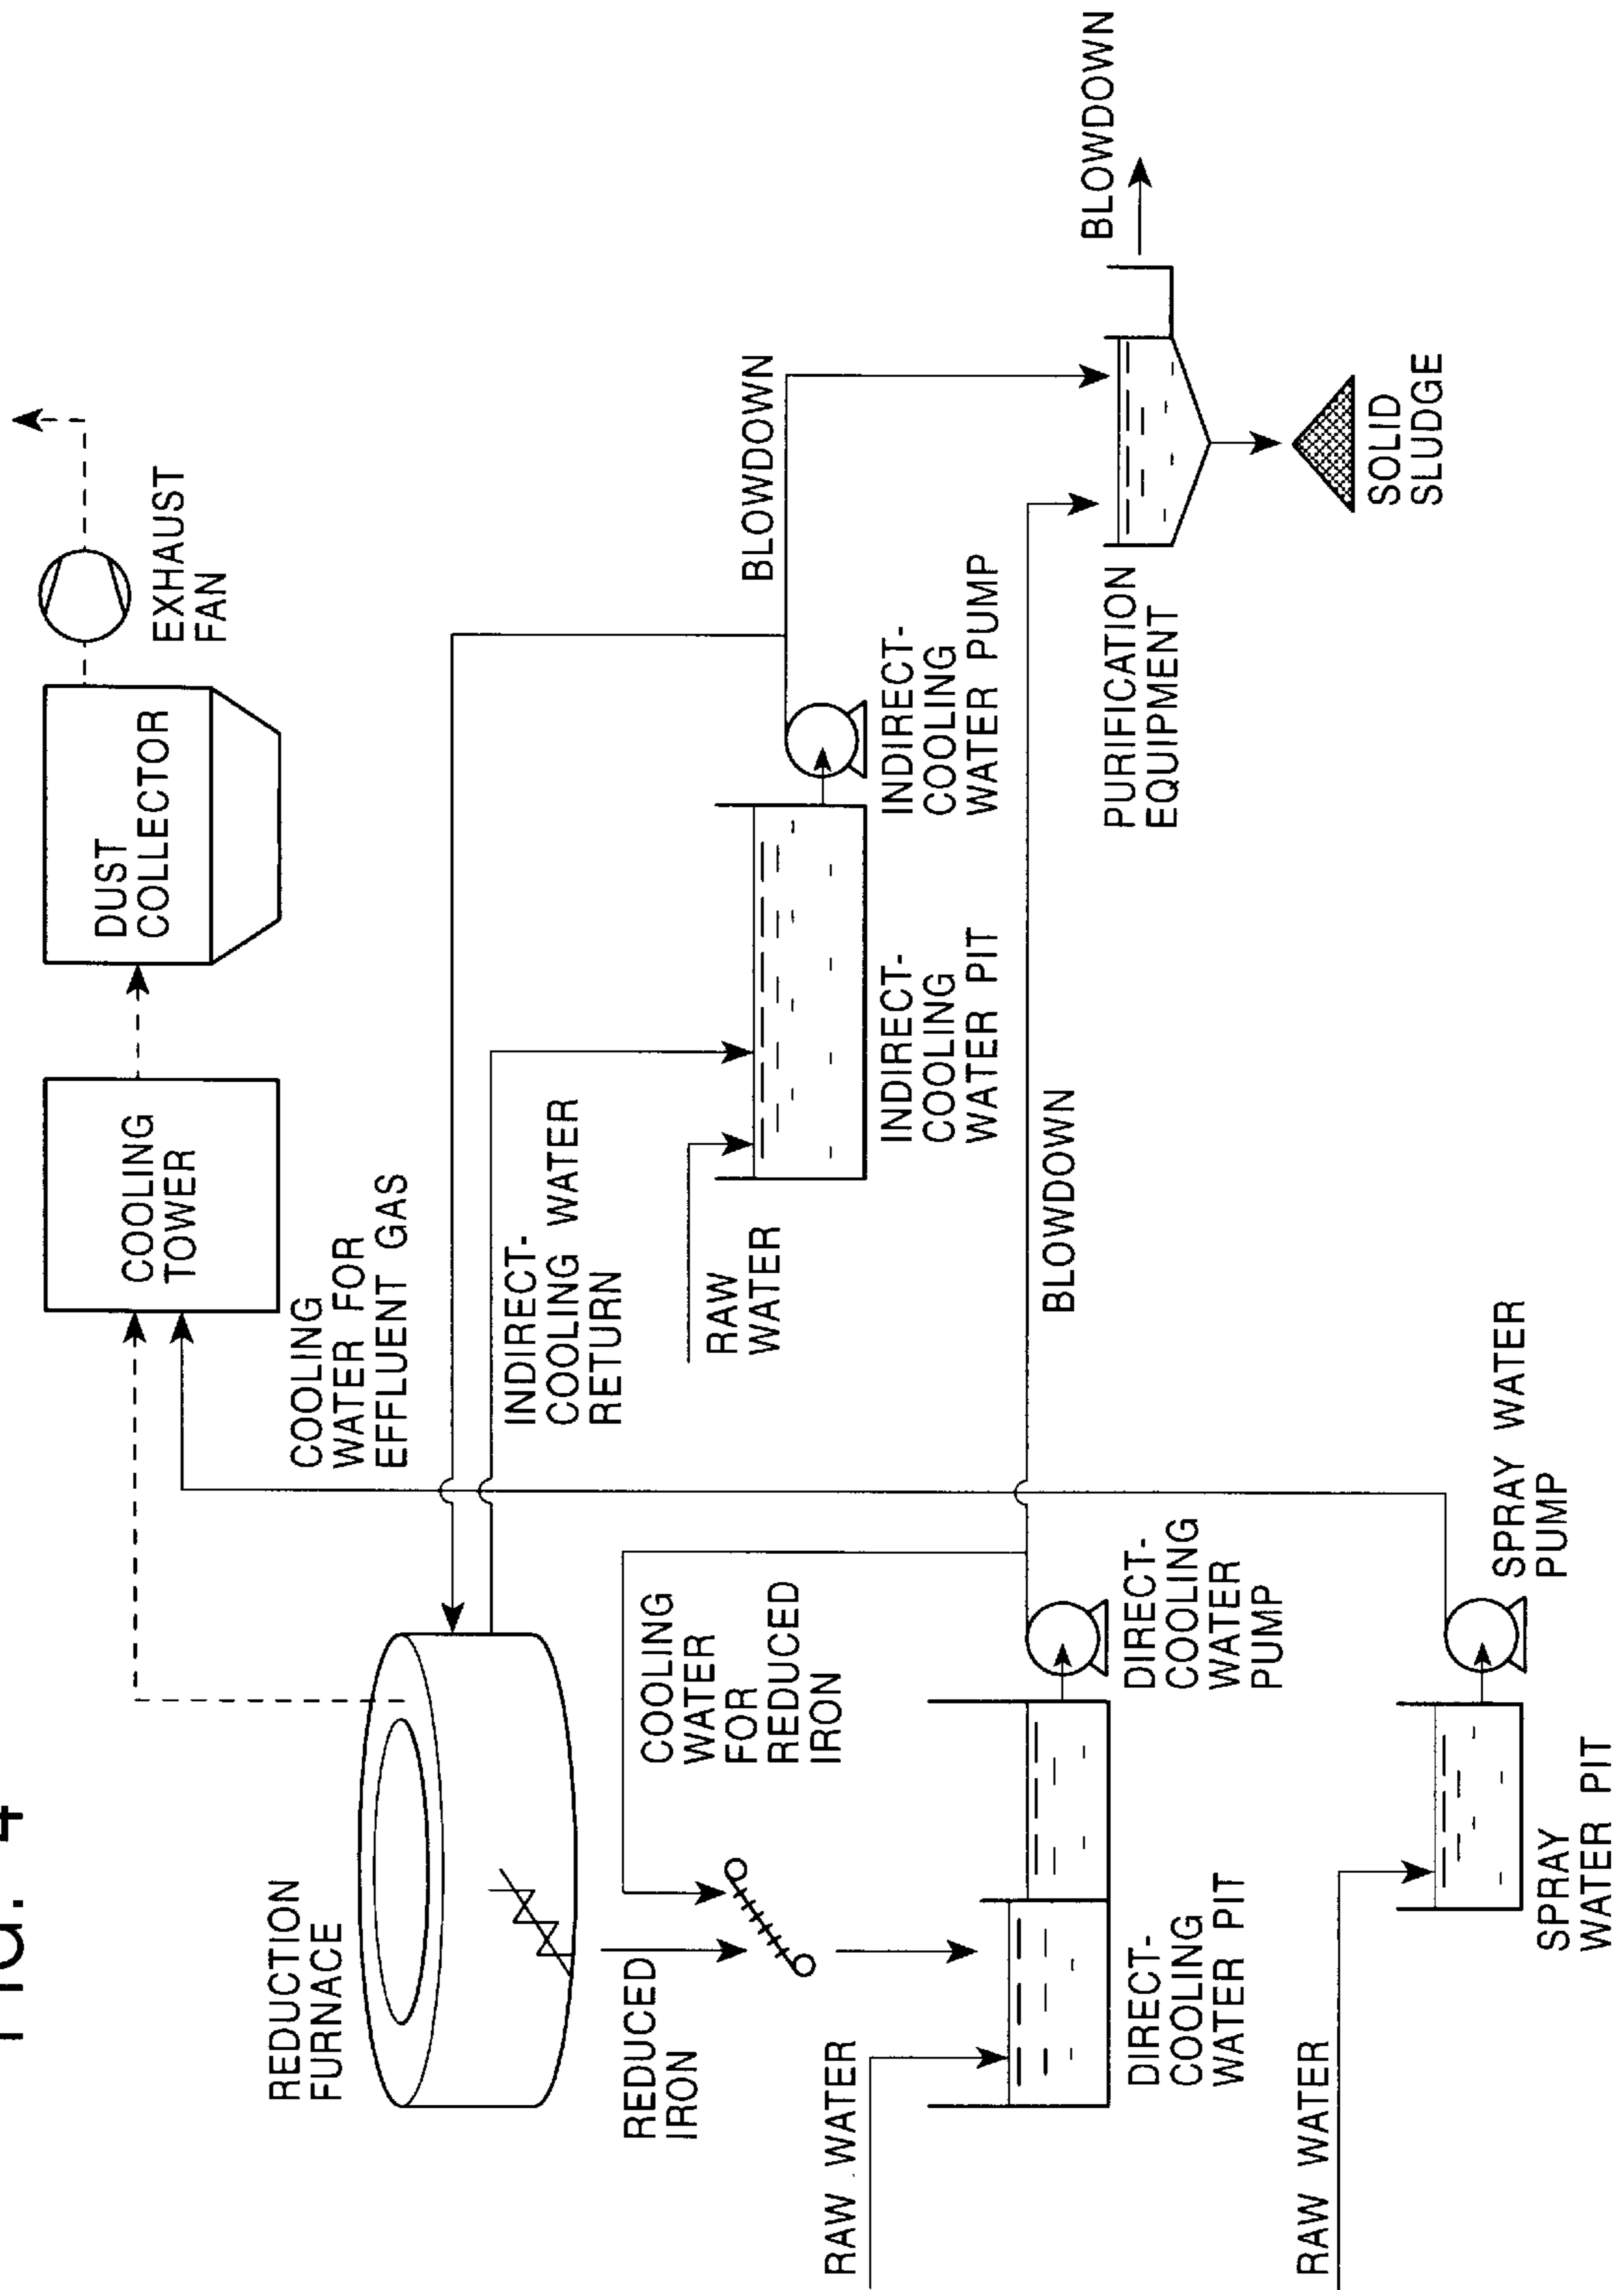 FIG. 4
REDUCTION
FURNACE
COOLING
TOWER
DUST
COLLECTOR
EXHAUST
FAN
COOLING
WATER FOR
EFFLUENT GAS
INDIRECT-
COOLING WATER
RETURN
REDUCED
IRON
COOLING
WATER
FOR
REDUCED
IRON
RAW
WATER
BLOWDOWN
INDIRECT-
COOLING
WATER PIT
INDIRECT-
COOLING
WATER PUMP
RAW WATER
DIRECT-
COOLING
WATER PIT
DIRECT-
COOLING
WATER
PUMP
BLOWDOWN
PURIFICATION
EQUIPMENT
BLOWDOWN
SOLID
SLUDGE
RAW WATER
SPRAY
WATER PIT
SPRAY WATER
PUMP